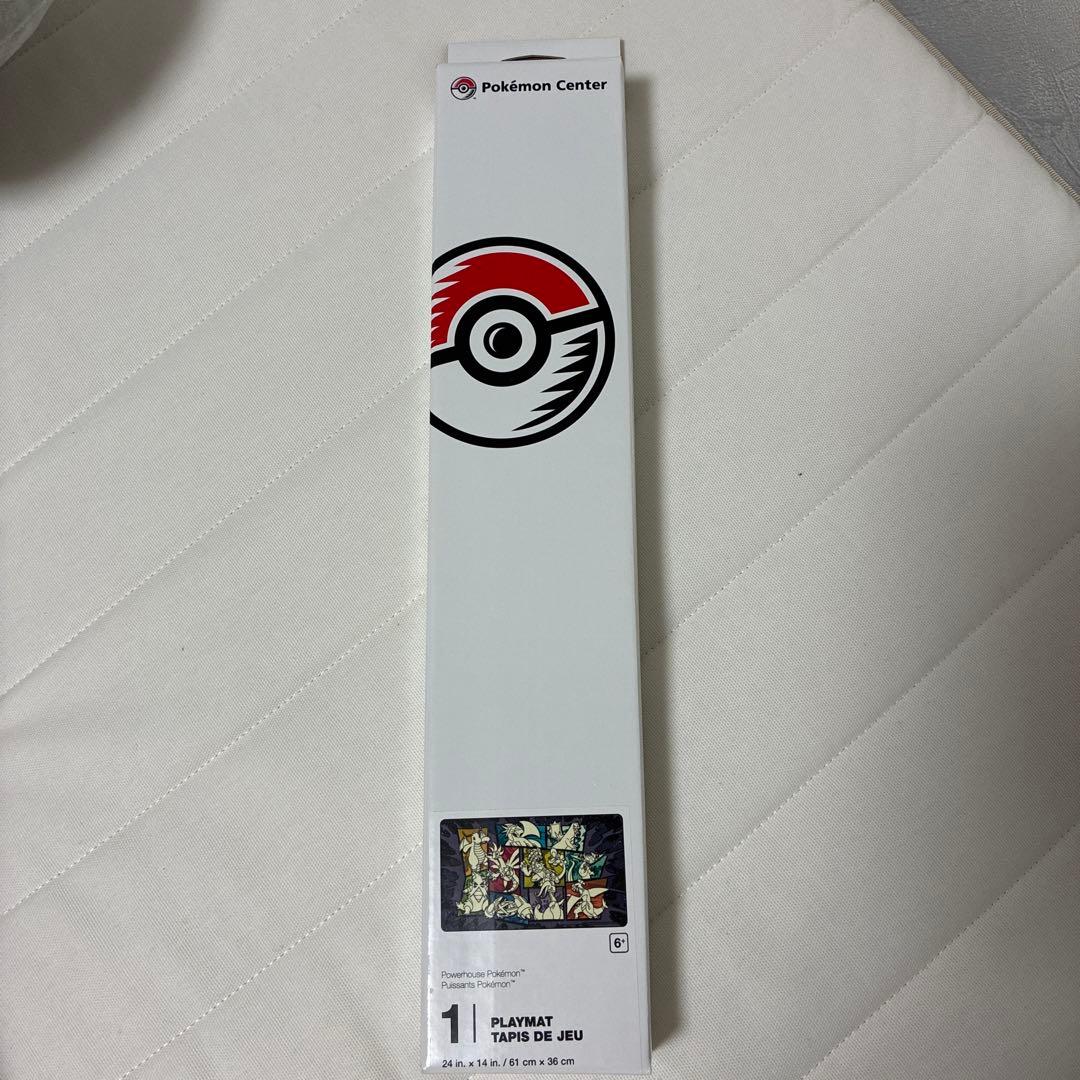 Pokémon Center
6+
Powerhouse Pokémon™
Puissants Pokémon™
1 | PLAYMAT
TAPIS DE JEU
24 in. x 14 in. / 61 cm x 36 cm